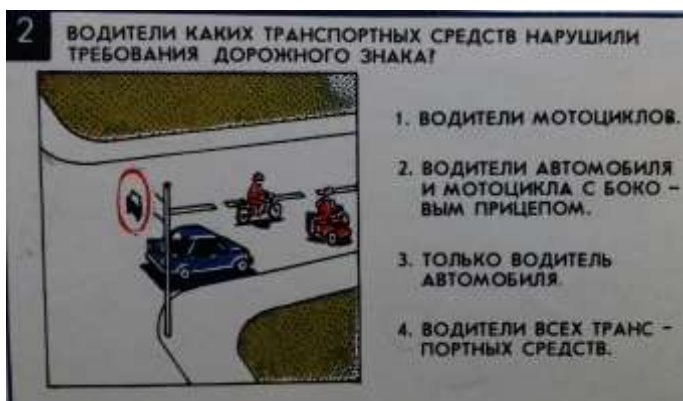 2
ВОДИТЕЛИ КАКИХ ТРАНСПОРТНЫХ СРЕДСТВ НАРУШИЛИ
ТРЕБОВАНИЯ ДОРОЖНОГО ЗНАКА?
1. ВОДИТЕЛИ МОТОЦИКЛОВ.
2. ВОДИТЕЛИ АВТОМОБИЛЯ
И МОТОЦИКЛА С БОКО -
ВЫМ ПРИЦЕПОМ.
3. ТОЛЬКО ВОДИТЕЛЬ
АВТОМОБИЛЯ.
4. ВОДИТЕЛИ ВСЕХ ТРАНС -
ПОРТНЫХ СРЕДСТВ.